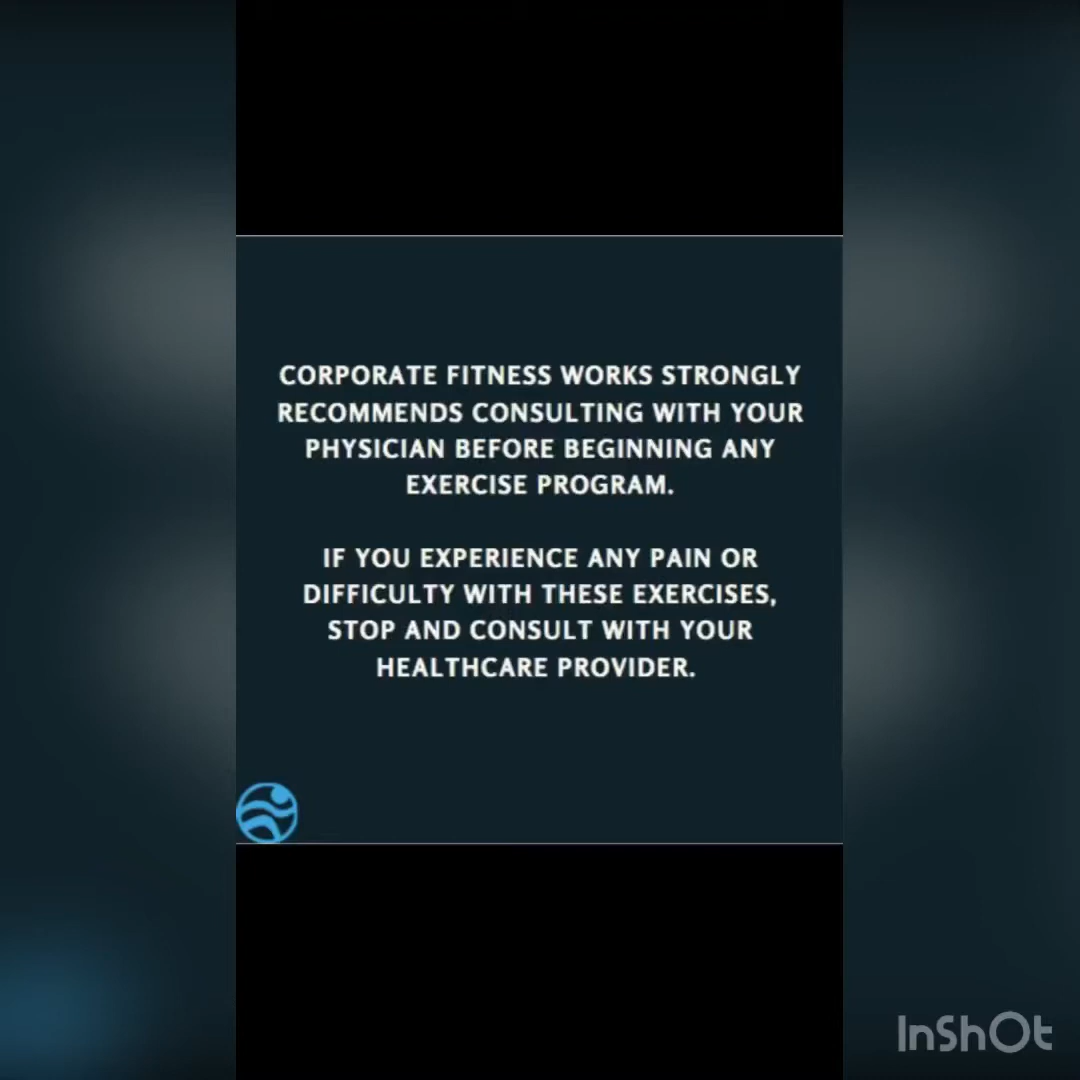 CORPORATE FITNESS WORKS STRONGLY
RECOMMENDS CONSULTING WITH YOUR
PHYSICIAN BEFORE BEGINNING ANY
EXERCISE PROGRAM.
IF YOU EXPERIENCE ANY PAIN OR
DIFFICULTY WITH THESE EXERCISES,
STOP AND CONSULT WITH YOUR
HEALTHCARE PROVIDER.
InShOt